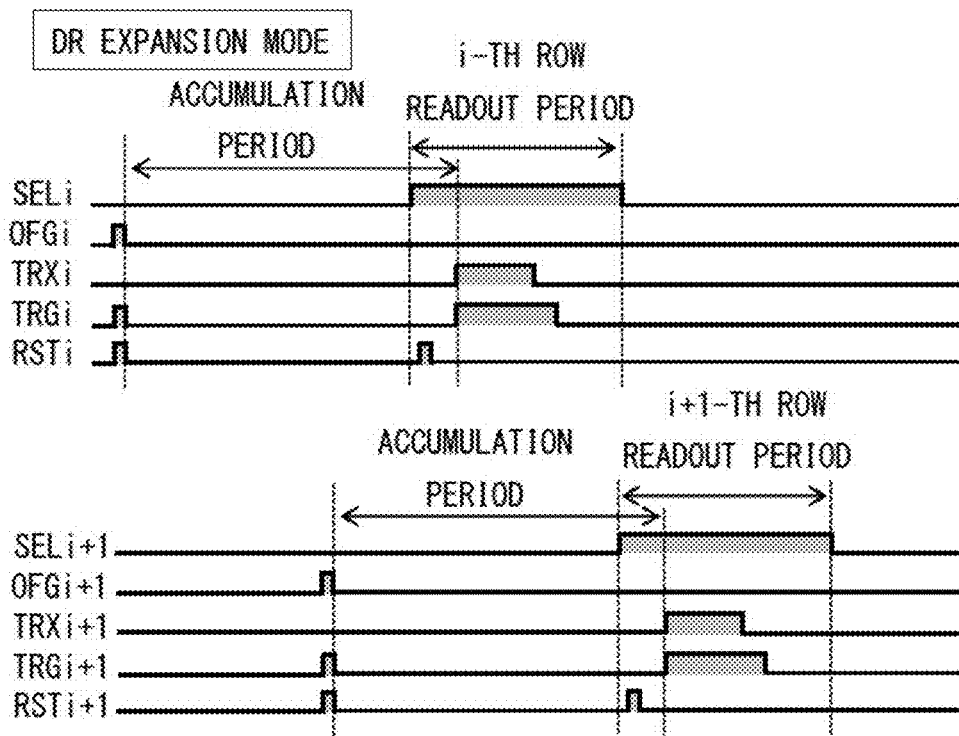 DR EXPANSION MODE
i-TH ROW
ACCUMULATION
READOUT PERIOD
PERIOD
SELi
OFGi
TRXi
TRGi
RSTi
i+1-TH ROW
ACCUMULATION
READOUT PERIOD
PERIOD
SELi+1
OFGi+1
TRXi+1
TRGi+1
RSTi+1